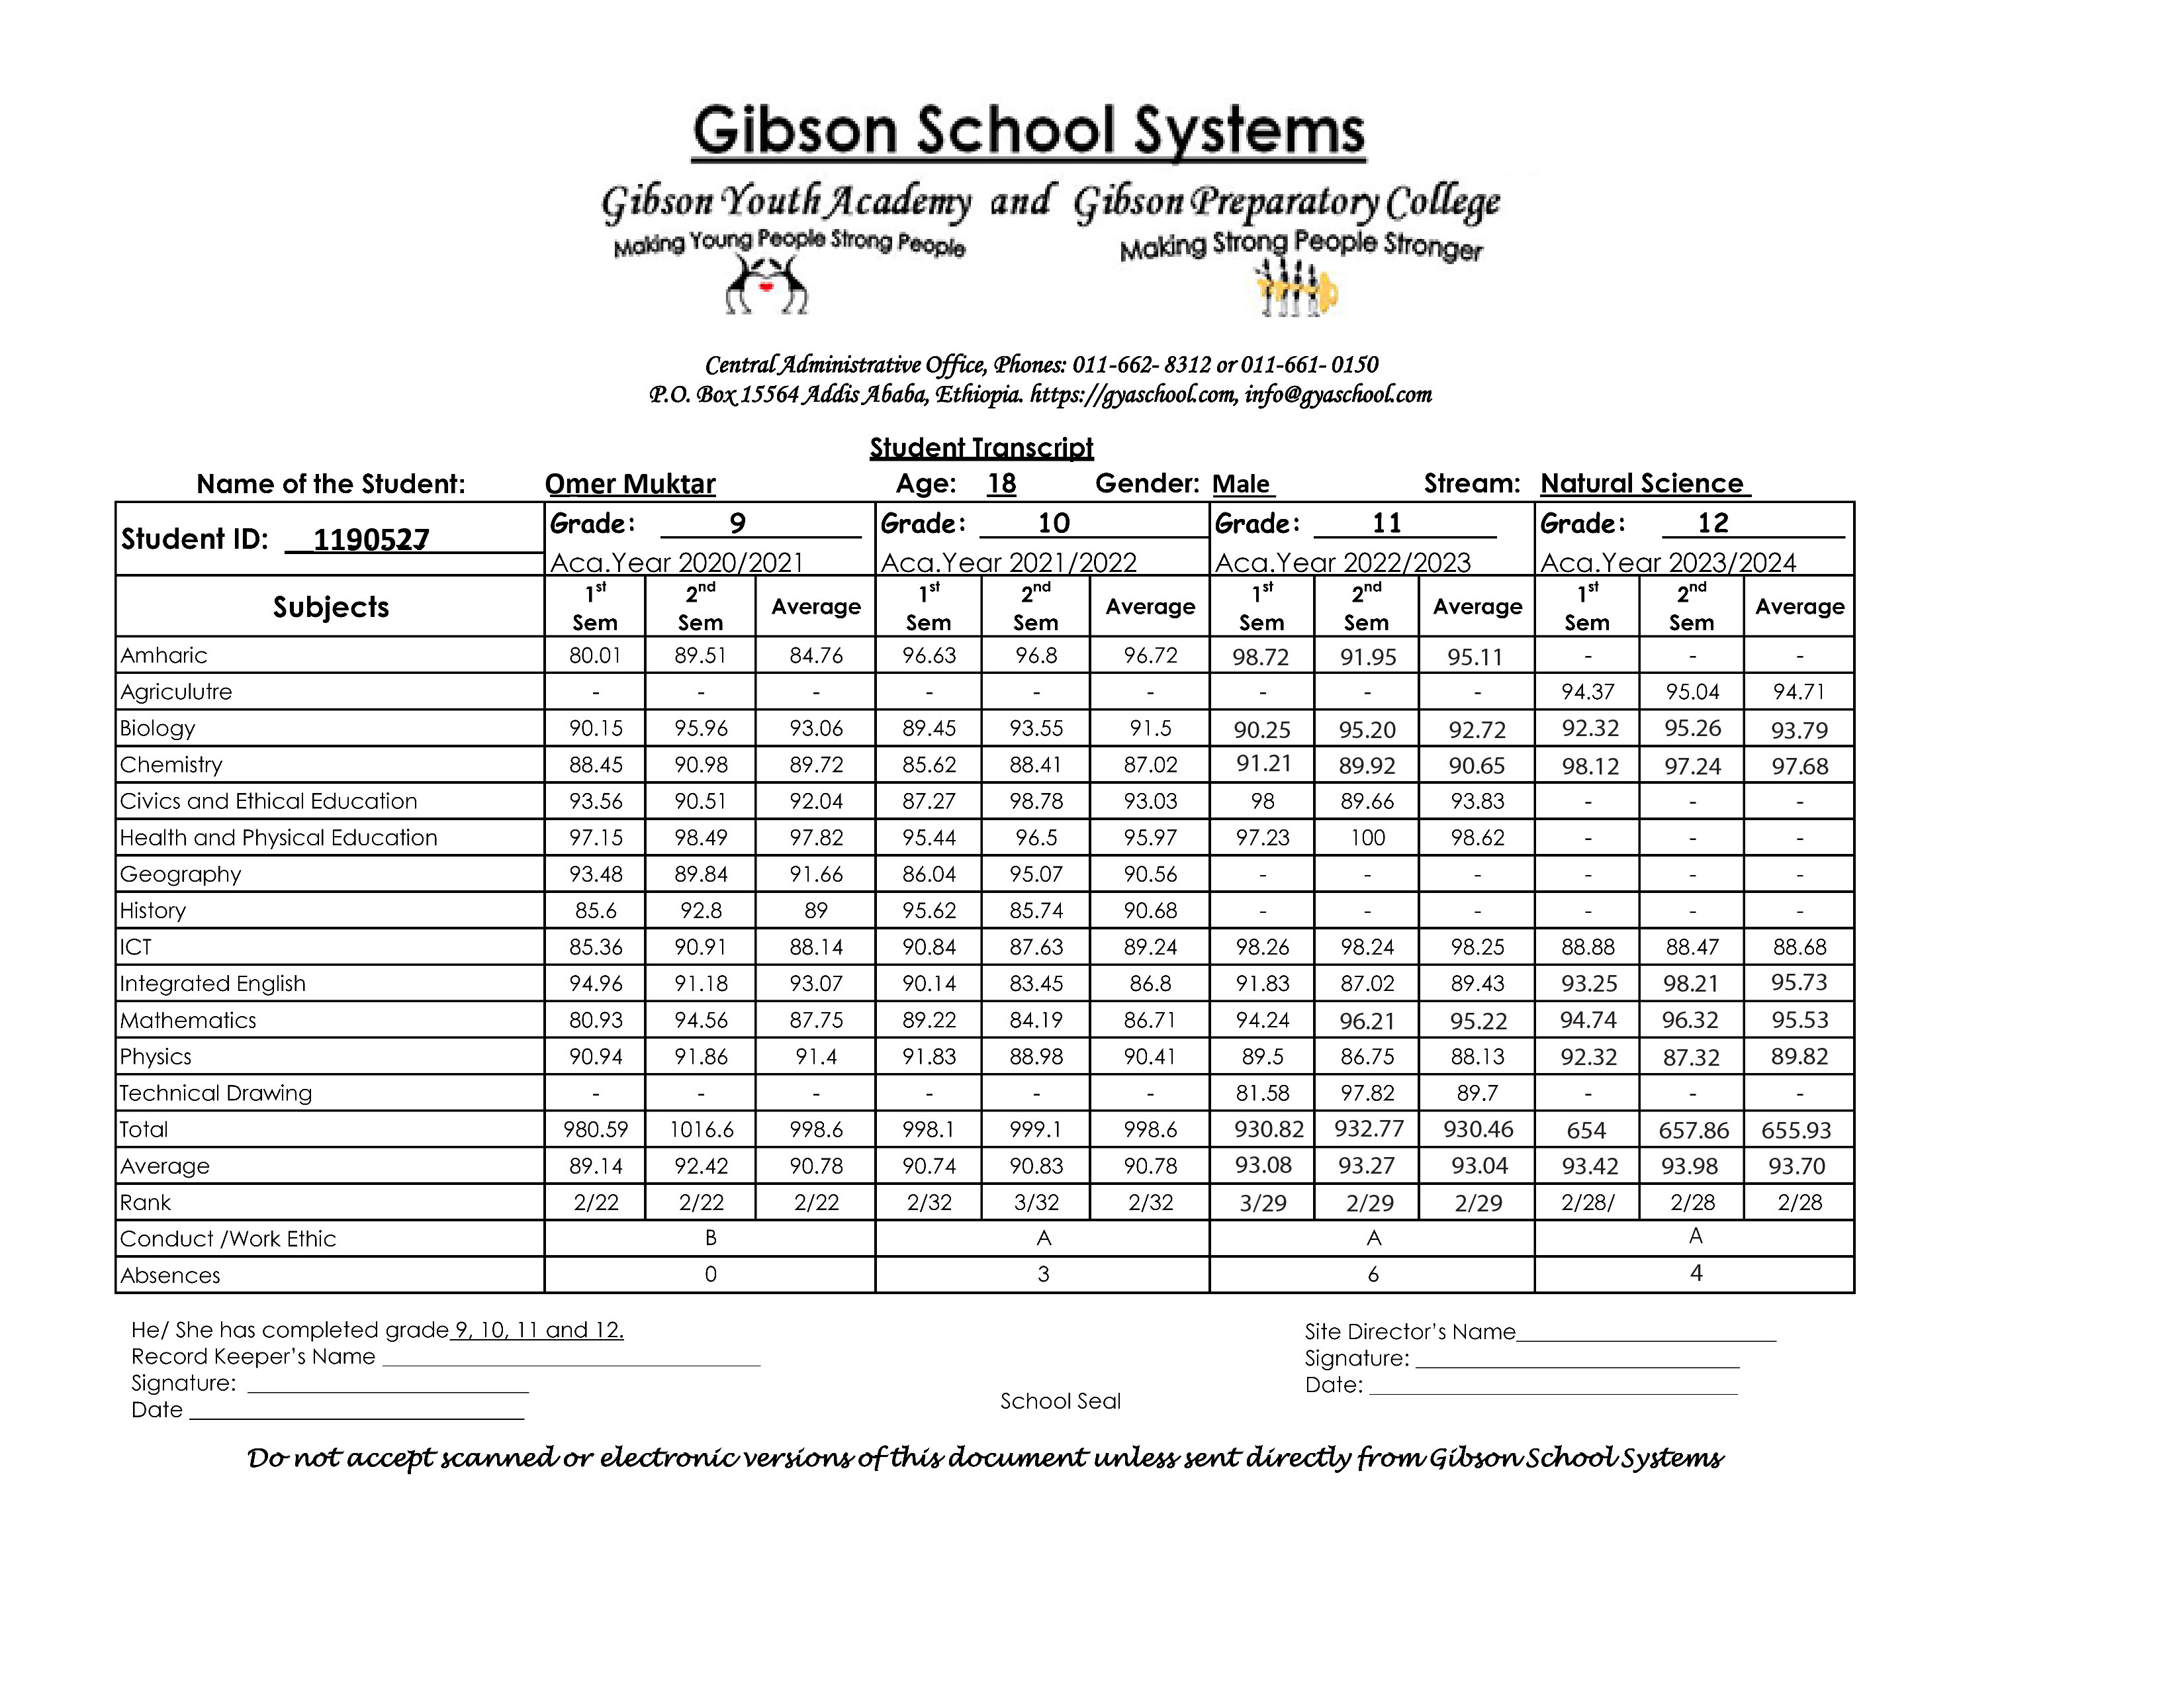 Gibson School Systems
Gibson Youth Academy and Gibson Preparatory College
Making Young People Strong People Making Strong People Stronger
Central Administrative Office, Phones: 011-662- 8312 or 011-661- 0150
P.O. Box 15564 Addis Ababa, Ethiopia. https://gyaschool.com, info@gyaschool.com
Student Transcript
Name of the Student: Omer Muktar Age: 18 Gender: Male Stream: Natural Science
Student ID: 1190527 Grade: 9 Grade: 10 Grade: 11 Grade: 12
Aca.Year 2020/2021 Aca.Year 2021/2022 Aca.Year 2022/2023 Aca.Year 2023/2024
Subjects 1st Sem 2nd Sem Average 1st Sem 2nd Sem Average 1st Sem 2nd Sem Average 1st Sem 2nd Sem Average
Amharic 80.01 89.51 84.76 96.63 96.8 96.72 98.72 91.95 95.11 - - -
Agriculutre - - - - - - - - - 94.37 95.04 94.71
Biology 90.15 95.96 93.06 89.45 93.55 91.5 90.25 95.20 92.72 92.32 95.26 93.79
Chemistry 88.45 90.98 89.72 85.62 88.41 87.02 91.21 89.92 90.65 98.12 97.24 97.68
Civics and Ethical Education 93.56 90.51 92.04 87.27 98.78 93.03 98 89.66 93.83 - - -
Health and Physical Education 97.15 98.49 97.82 95.44 96.5 95.97 97.23 100 98.62 - - -
Geography 93.48 89.84 91.66 86.04 95.07 90.56 - - - - - -
History 85.6 92.8 89 95.62 85.74 90.68 - - - - - -
ICT 85.36 90.91 88.14 90.84 87.63 89.24 98.26 98.24 98.25 88.88 88.47 88.68
Integrated English 94.96 91.18 93.07 90.14 83.45 86.8 91.83 87.02 89.43 93.25 98.21 95.73
Mathematics 80.93 94.56 87.75 89.22 84.19 86.71 94.24 96.21 95.22 94.74 96.32 95.53
Physics 90.94 91.86 91.4 91.83 88.98 90.41 89.5 86.75 88.13 92.32 87.32 89.82
Technical Drawing - - - - - - 81.58 97.82 89.7 - - -
Total 980.59 1016.6 998.6 998.1 999.1 998.6 930.82 932.77 930.46 654 657.86 655.93
Average 89.14 92.42 90.78 90.74 90.83 90.78 93.08 93.27 93.04 93.42 93.98 93.70
Rank 2/22 2/22 2/22 2/32 3/32 2/32 3/29 2/29 2/29 2/28/ 2/28 2/28
Conduct /Work Ethic B A A A
Absences 0 3 6 4
He/ She has completed grade 9, 10, 11 and 12.
Record Keeper's Name
Signature:
Date
School Seal
Site Director's Name
Signature:
Date:
Do not accept scanned or electronic versions of this document unless sent directly from Gibson School Systems